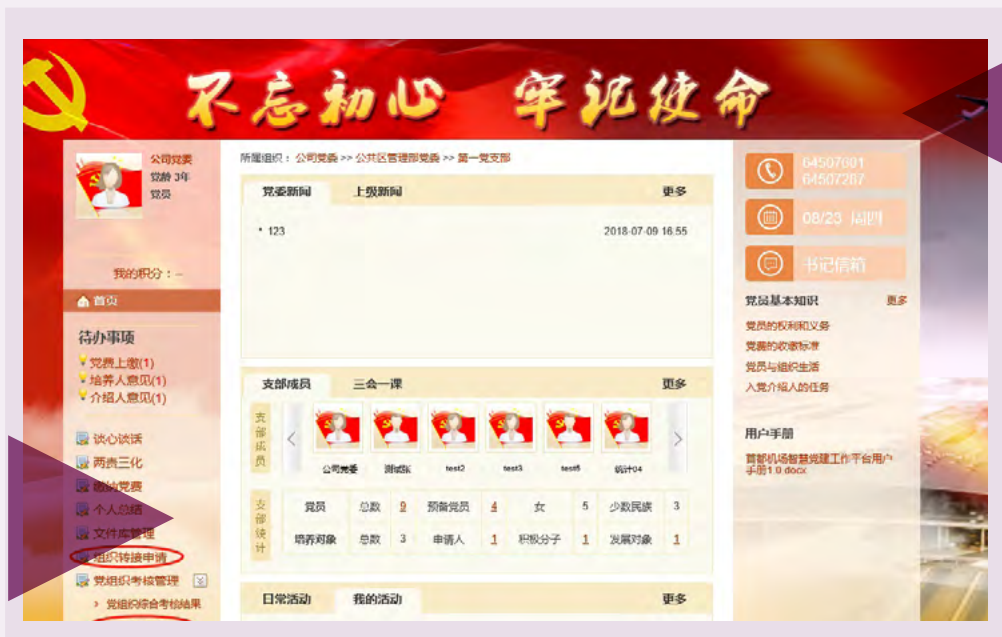 不忘初心 牢记使命
公司党委
党龄 3年
党员
我的积分：--
首页
待办事项
党费上缴(1)
培养人意见(1)
介绍人意见(1)
谈心谈话
两责三化
缴纳党费
个人总结
文件库管理
组织转接申请
党组织考核管理
> 党组织综合考核结果
所属组织： 公司党委 >> 公共区管理部党委 >> 第一党支部
党委新闻 上级新闻 更多
• 123 2018-07-09 16:55
支部成员 三会一课 更多
支部成员
公司党委 测试张 test2 test3 test5 统计04
支部统计
党员 总数 9 预备党员 4 女 5 少数民族 3
培养对象 总数 3 申请人 1 积极分子 1 发展对象 1
日常活动 我的活动 更多
64507601
64507287
08/23 周四
书记信箱
党员基本知识 更多
党员的权利和义务
党费的收缴标准
党员与组织生活
入党介绍人的任务
用户手册
首都机场智慧党建工作平台用户
手册1.0.docx